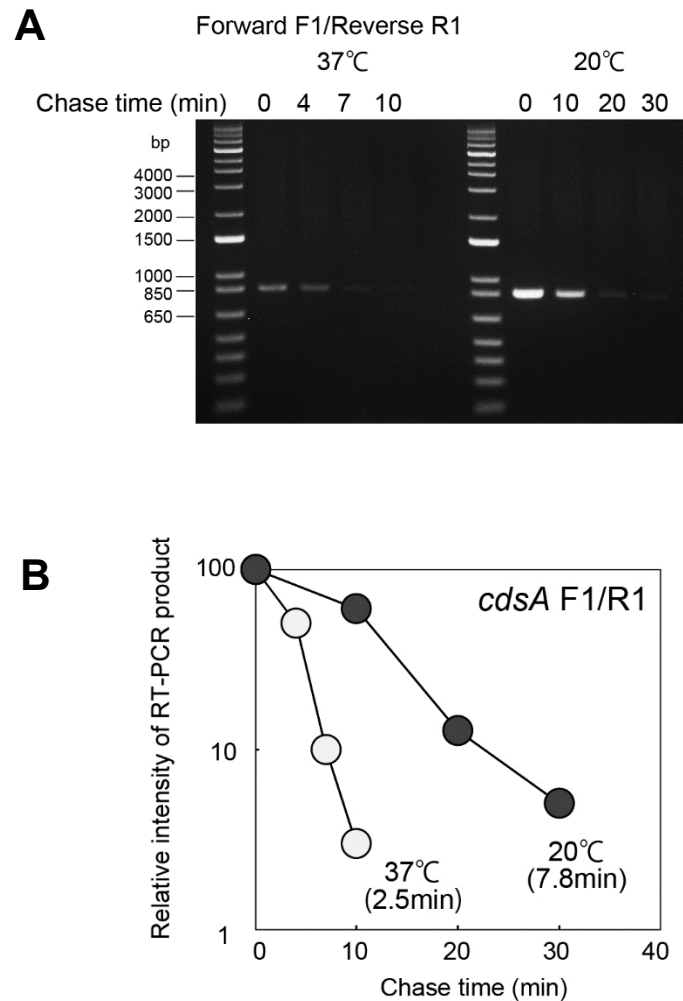 A
Forward F1/Reverse R1
37℃ 20℃
Chase time (min) 0 4 7 10 0 10 20 30
bp
4000
3000
2000
1500
1000
850
650
B
Relative intensity of RT-PCR product
100
10
1
cdsA F1/R1
37℃
(2.5min)
20℃
(7.8min)
0 10 20 30 40
Chase time (min)